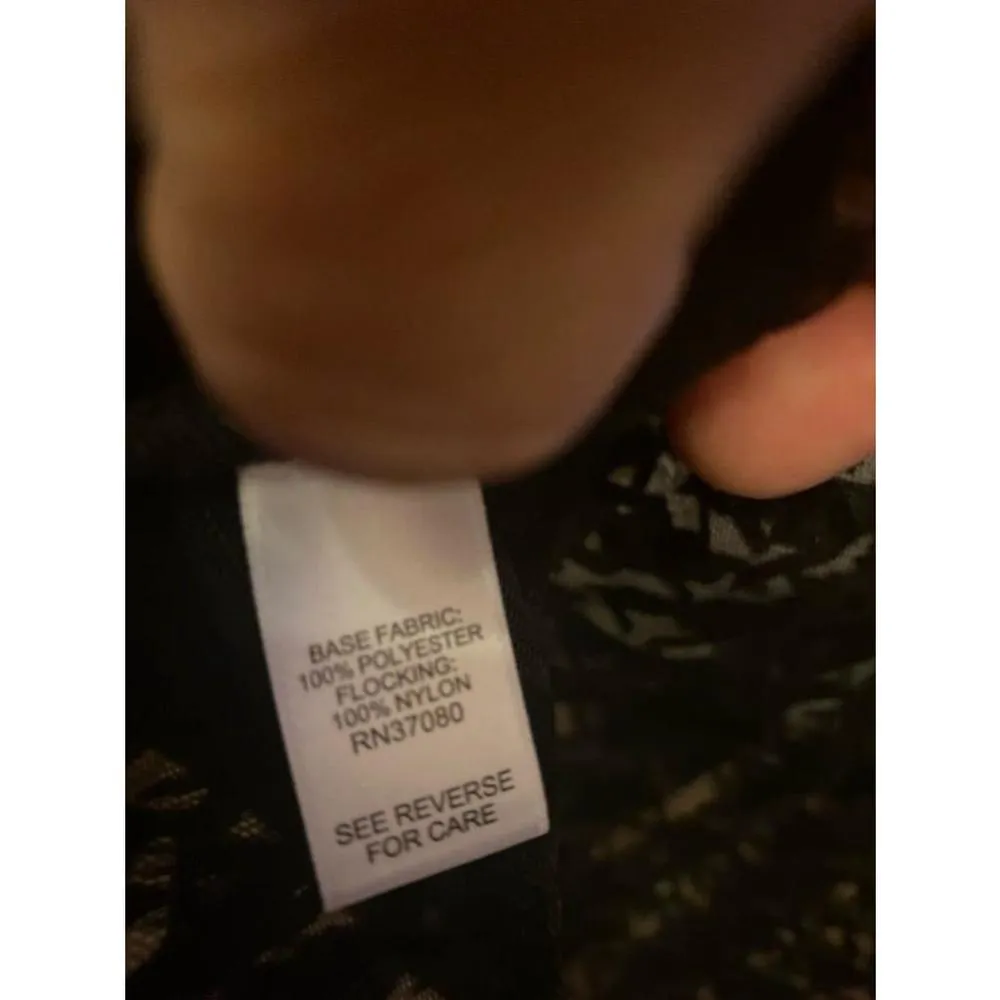 BASE FABRIC:
100% POLYESTER
FLOCKING:
100% NYLON
RN37080
SEE REVERSE
FOR CARE